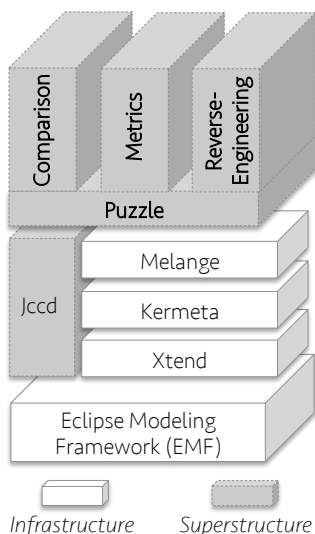 Comparison
Metrics
Reverse-
Engineering
Puzzle
Jccd
Melange
Kermeta
Xtend
Eclipse Modeling
Framework (EMF)
Infrastructure
Superstructure